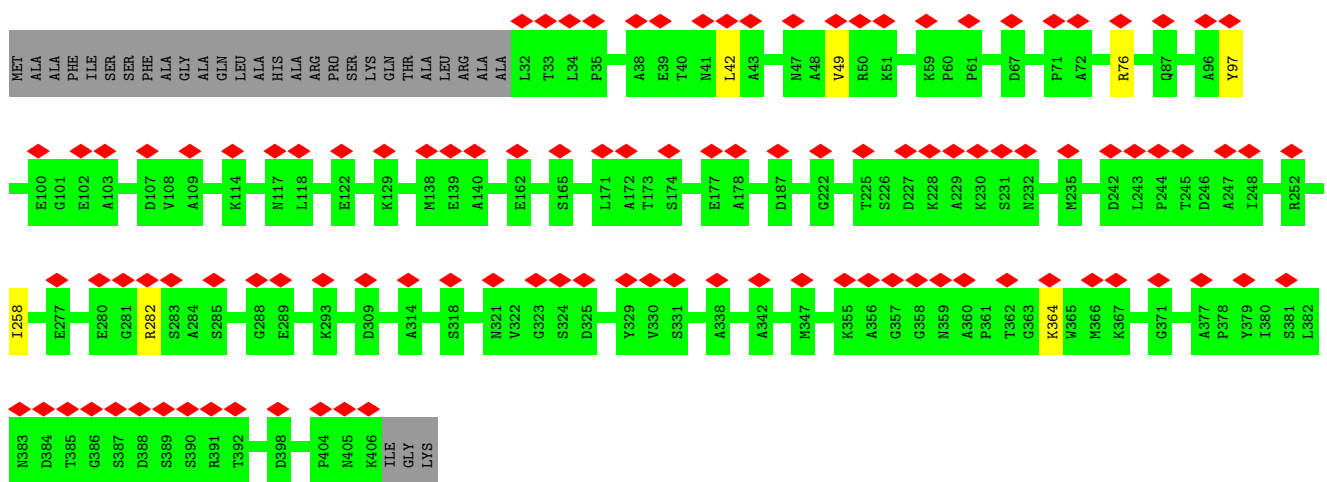 MET ALA ALA PHE ILE SER SER PHE ALA GLY ALA GLN LEU ALA HIS ALA ARG PRO SER LYS GLN THR ALA LEU ARG ALA ALA L32 T33 L34 P35 A38 E39 T40 N41 L42 A43 N47 A48 V49 R50 K51 K59 P60 P61 D67 P71 A72 R76 Q87 A96 Y97
E100 G101 E102 A103 D107 V108 A109 K114 N117 L118 E122 K129 M138 E139 A140 E162 S165 L171 A172 T173 S174 E177 A178 D187 G222 T225 S226 D227 K228 A229 K230 S231 N232 M235 D242 L243 P244 T245 D246 A247 I248 R252
I258 E277 E280 G281 R282 S283 A284 S285 G288 E289 K293 D309 A314 S318 N321 V322 G323 S324 D325 Y329 V330 S331 A338 A342 M347 K355 A356 G357 G358 N359 A360 P361 T362 G363 K364 W365 M366 K367 G371 A377 P378 Y379 I380 S381 L382
N383 D384 T385 G386 S387 D388 S389 S390 R391 T392 D398 P404 N405 K406 ILE GLY LYS